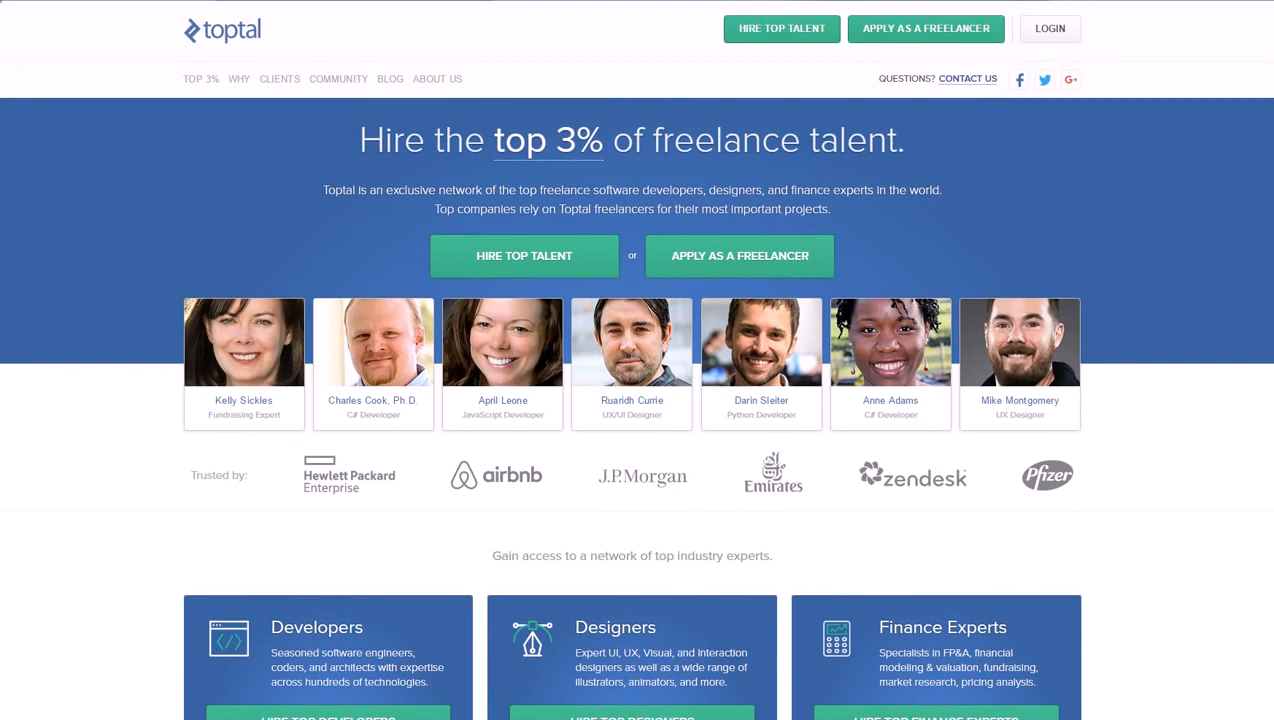 toptal
HIRE TOP TALENT
APPLY AS A FREELANCER
LOGIN
TOP 3% WHY CLIENTS COMMUNITY BLOG ABOUT US
QUESTIONS? CONTACT US
Hire the top 3% of freelance talent.
Toptal is an exclusive network of the top freelance software developers, designers, and finance experts in the world.
Top companies rely on Toptal freelancers for their most important projects.
HIRE TOP TALENT
or
APPLY AS A FREELANCER
Kelly Sickles
Fundraising Expert
Charles Cook, Ph.D.
C# Developer
April Leone
JavaScript Developer
Ruaridh Currie
UX/UI Designer
Darin Sleiter
Python Developer
Anne Adams
C# Developer
Mike Montgomery
UX Designer
Trusted by:
Hewlett Packard
Enterprise
airbnb
J.P.Morgan
Emirates
zendesk
Pfizer
Gain access to a network of top industry experts.
Developers
Seasoned software engineers,
coders, and architects with expertise
across hundreds of technologies.
HIRE TOP DEVELOPERS
Designers
Expert UI, UX, Visual, and Interaction
designers as well as a wide range of
illustrators, animators, and more.
HIRE TOP DESIGNERS
Finance Experts
Specialists in FP&A, financial
modeling & valuation, fundraising,
market research, pricing analysis.
HIRE TOP FINANCE EXPERTS